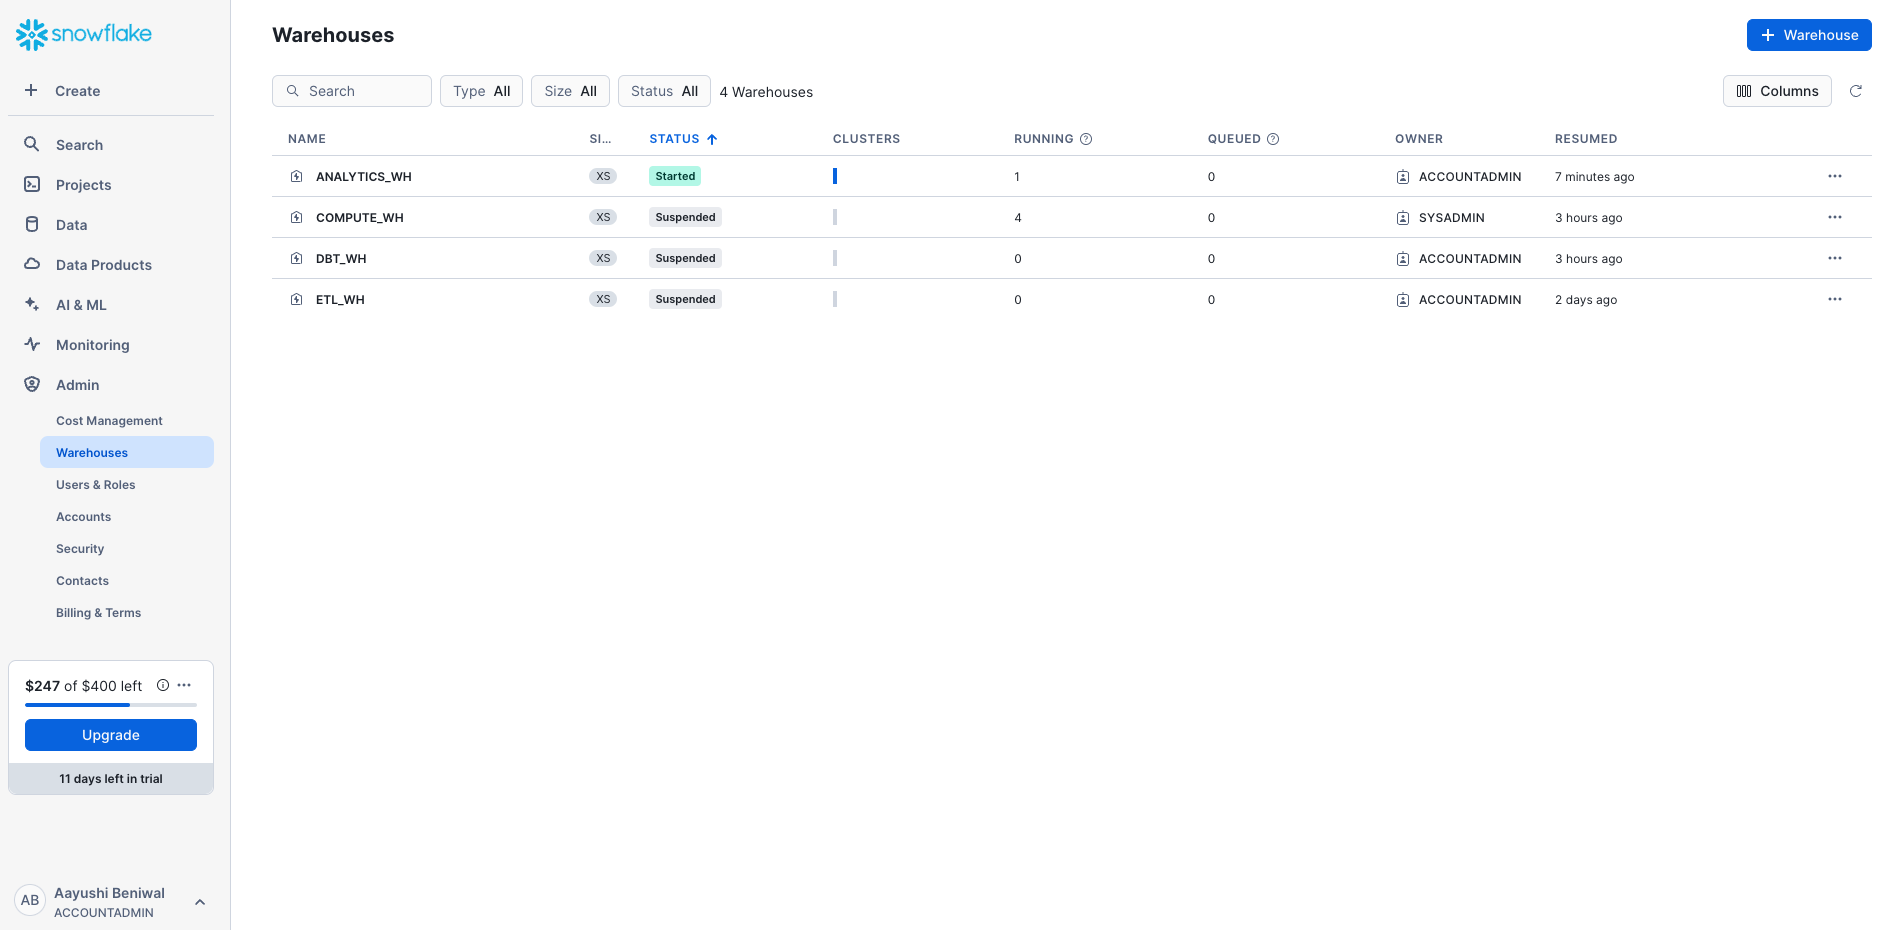 snowflake
Create
Search
Projects
Data
Data Products
AI & ML
Monitoring
Admin
Cost Management
Warehouses
Users & Roles
Accounts
Security
Contacts
Billing & Terms
$247 of $400 left
Upgrade
11 days left in trial
AB
Aayushi Beniwal
ACCOUNTADMIN
Warehouses
Warehouse
Search
Type All
Size All
Status All
4 Warehouses
Columns
NAME SI... STATUS CLUSTERS RUNNING QUEUED OWNER RESUMED
ANALYTICS_WH XS Started 1 0 ACCOUNTADMIN 7 minutes ago
COMPUTE_WH XS Suspended 4 0 SYSADMIN 3 hours ago
DBT_WH XS Suspended 0 0 ACCOUNTADMIN 3 hours ago
ETL_WH XS Suspended 0 0 ACCOUNTADMIN 2 days ago